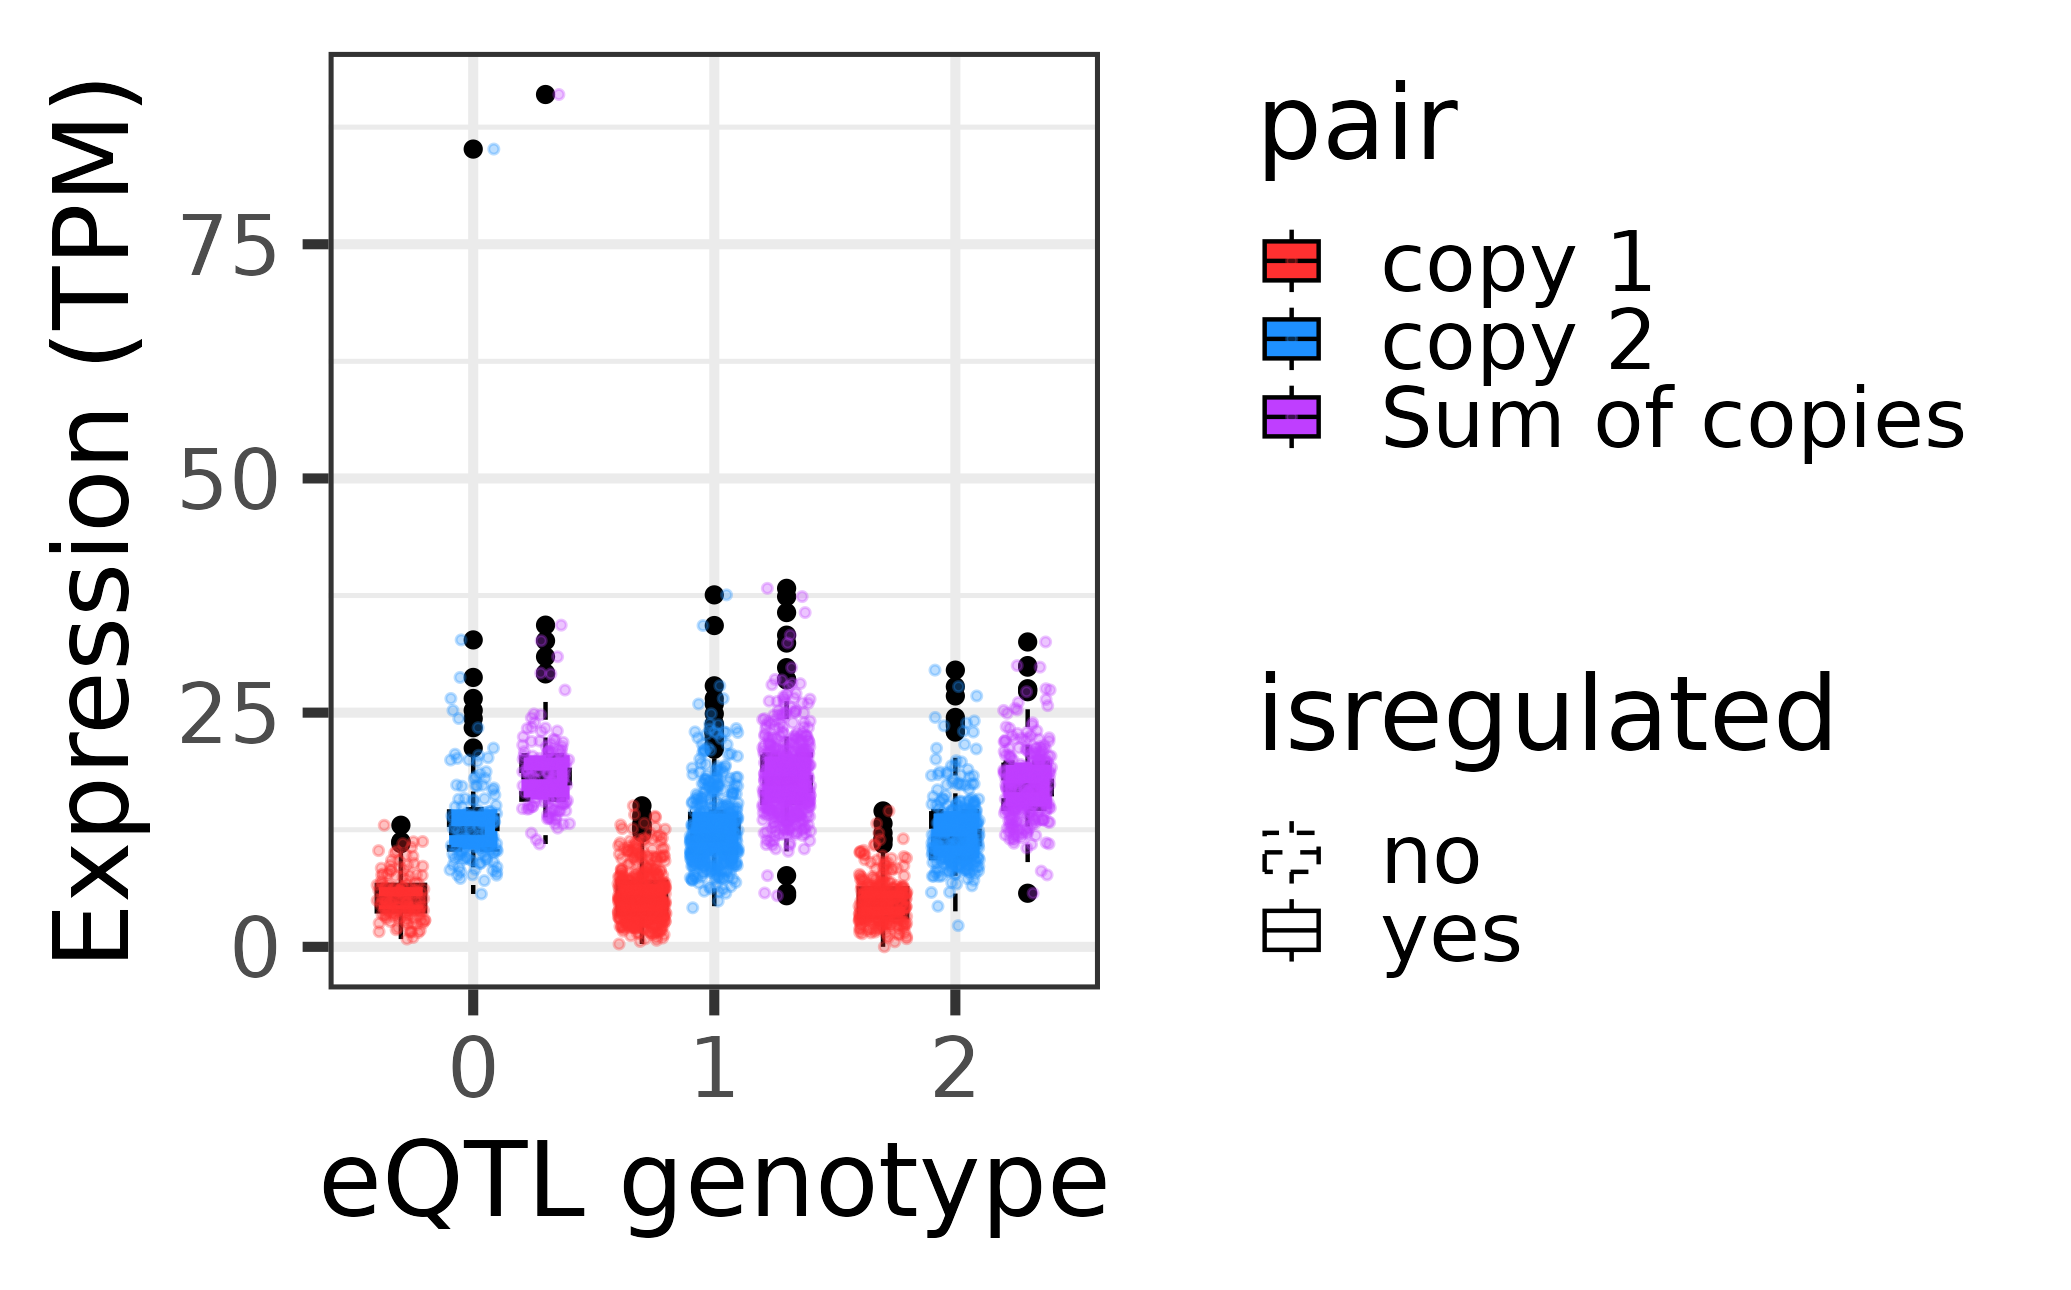 Expression (TPM)
75
50
25
0
0 1 2
eQTL genotype
pair
copy 1
copy 2
Sum of copies
isregulated
no
yes